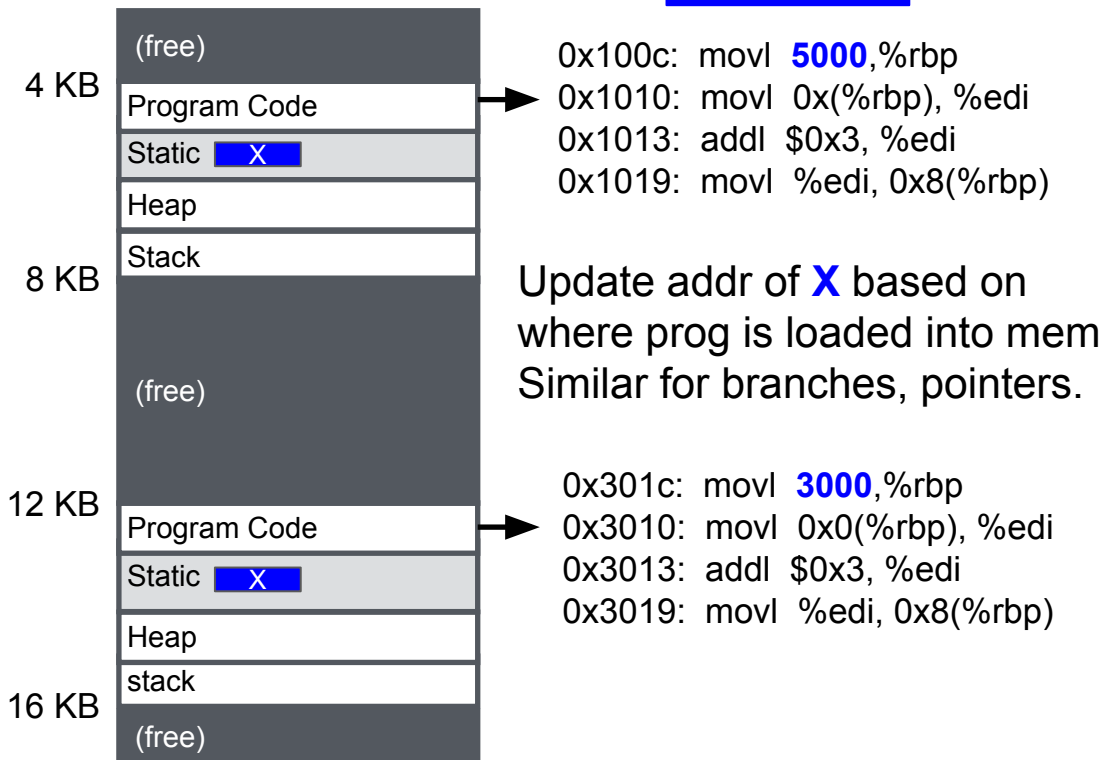 (free)
4 KB
Program Code
Static X
Heap
Stack
8 KB
(free)
12 KB
Program Code
Static X
Heap
stack
16 KB
(free)
0x100c: movl 5000,%rbp
0x1010: movl 0x(%rbp), %edi
0x1013: addl $0x3, %edi
0x1019: movl %edi, 0x8(%rbp)
Update addr of X based on
where prog is loaded into mem
Similar for branches, pointers.
0x301c: movl 3000,%rbp
0x3010: movl 0x0(%rbp), %edi
0x3013: addl $0x3, %edi
0x3019: movl %edi, 0x8(%rbp)